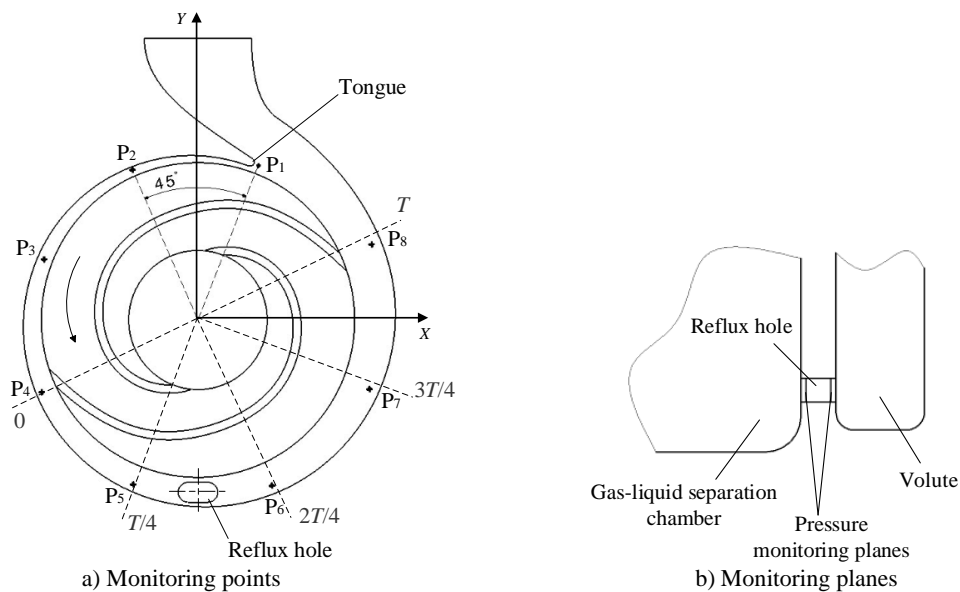 Y
Tongue
P1
P2
45°
T
P3
P8
X
Reflux hole
P4
0
3T/4
P7
P5
P6
T/4
2T/4
Reflux hole
Volute
Gas-liquid separation
chamber
Pressure
monitoring planes
a) Monitoring points
b) Monitoring planes